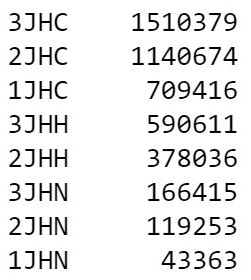 3JHC 1510379
2JHC 1140674
1JHC 709416
3JHH 590611
2JHH 378036
3JHN 166415
2JHN 119253
1JHN 43363